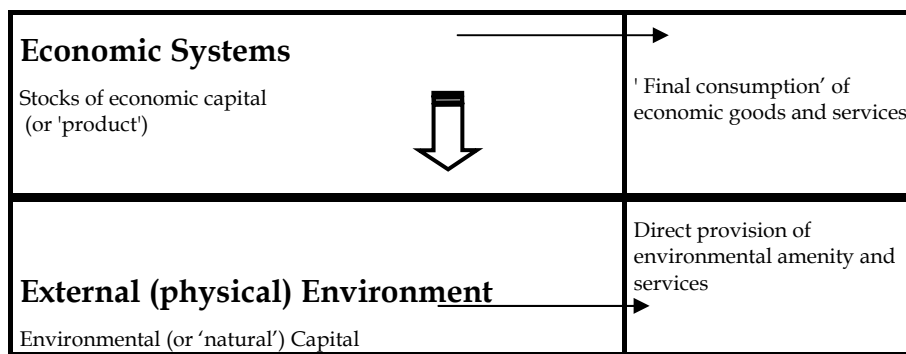 Economic Systems
Stocks of economic capital
(or 'product')
' Final consumption’ of
economic goods and services
External (physical) Environment
Environmental (or ‘natural’) Capital
Direct provision of
environmental amenity and
services